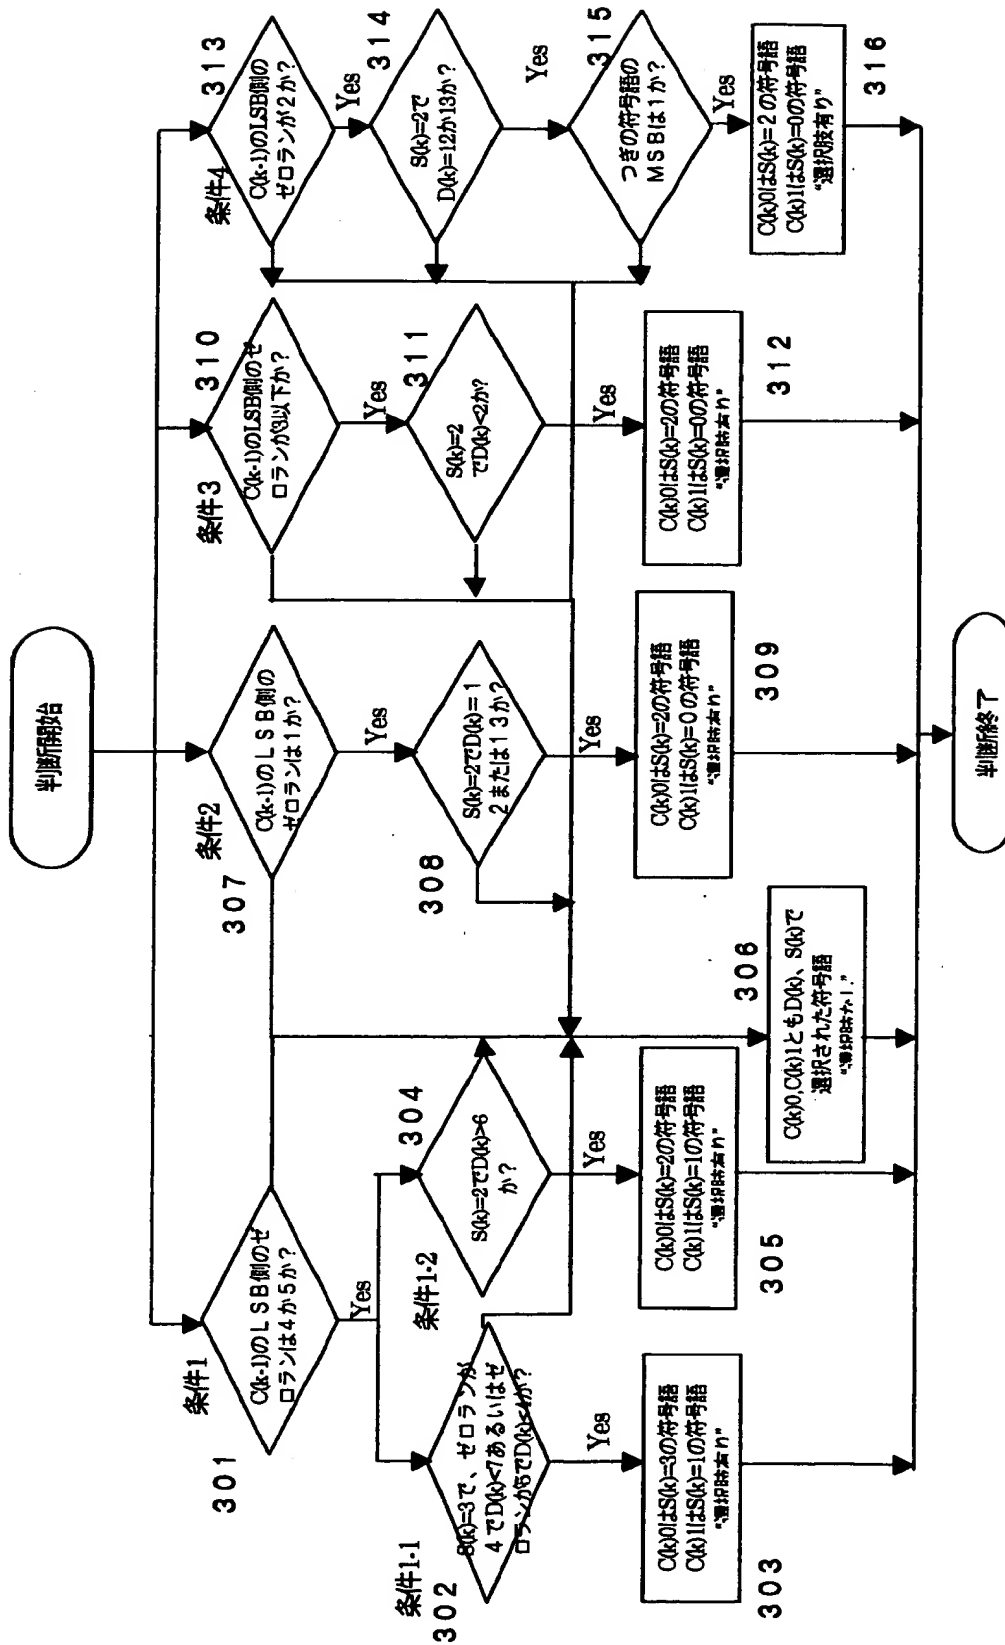 判断開始
条件1
301
C(k-1)のLSB側のゼ
ロランは4か5か?
Yes
条件1-1
302
S(k)=3で、ゼロランが
4でD(k)<7あるいはゼ
ロランが5でD(k)<4か?
Yes
303
C(k)0はS(k)=3の符号語
C(k)1はS(k)=1の符号語
“選択肢有り”
条件1-2
304
S(k)=2でD(k)>6
か?
Yes
305
C(k)0はS(k)=2の符号語
C(k)1はS(k)=1の符号語
“選択肢有り”
306
C(k)0,C(k)1ともD(k)、S(k)で
選択された符号語
“選択肢なし”
条件2
307
C(k-1)のLSB側の
ゼロランは1か?
Yes
308
S(k)=2でD(k)=1
2または13か?
Yes
309
C(k)0はS(k)=2の符号語
C(k)1はS(k)=0の符号語
“選択肢有り”
条件3
310
C(k-1)のLSB側のゼ
ロランが3以下か?
Yes
311
S(k)=2
でD(k)<2か?
Yes
312
C(k)0はS(k)=2の符号語
C(k)1はS(k)=0の符号語
“選択肢有り”
条件4
313
C(k-1)のLSB側の
ゼロランが2か?
Yes
314
S(k)=2で
D(k)=12か13か?
Yes
315
つぎの符号語の
MSBは1か?
Yes
316
C(k)0はS(k)=2の符号語
C(k)1はS(k)=0の符号語
“選択肢有り”
判断終了